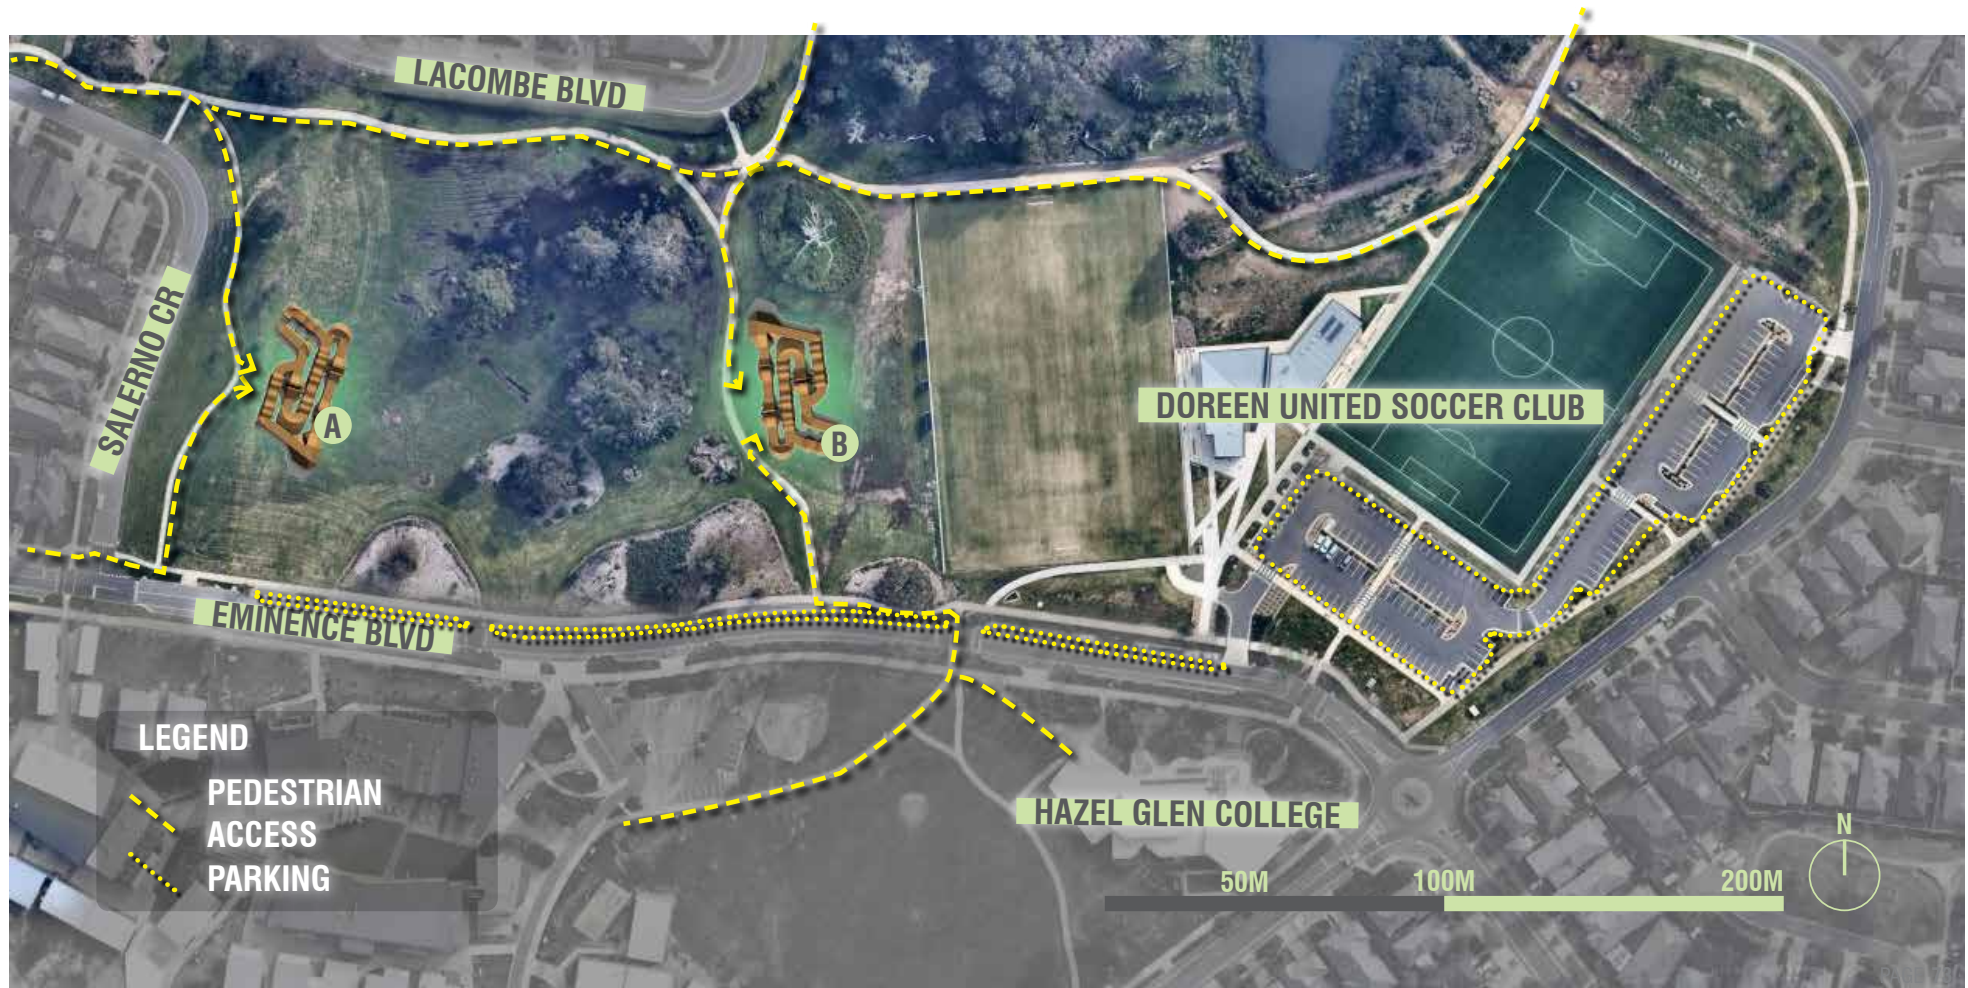 LACOMBE BLVD
SALERNO CR
A
B
DOREEN UNITED SOCCER CLUB
EMINENCE BLVD
LEGEND
PEDESTRIAN
ACCESS
PARKING
HAZEL GLEN COLLEGE
N
50M 100M 200M